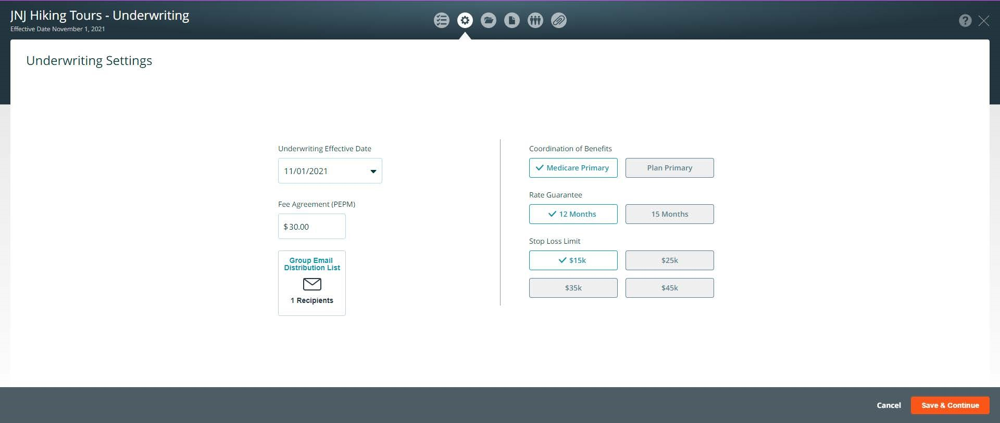 JNJ Hiking Tours - Underwriting
Effective Date November 1, 2021
?
Underwriting Settings
Underwriting Effective Date
11/01/2021
Fee Agreement (PEPM)
$30.00
Group Email
Distribution List
1 Recipients
Coordination of Benefits
Medicare Primary
Plan Primary
Rate Guarantee
12 Months
15 Months
Stop Loss Limit
$15k
$25k
$35k
$45k
Cancel
Save & Continue